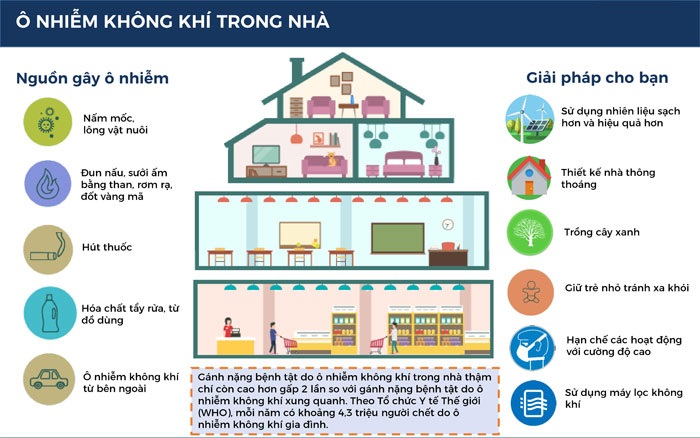 Ô NHIỄM KHÔNG KHÍ TRONG NHÀ
Nguồn gây ô nhiễm
Nấm mốc,
lông vật nuôi
Đun nấu, sưởi ấm
bằng than, rơm rạ,
đốt vàng mã
Hút thuốc
Hóa chất tẩy rửa, từ
đồ dùng
Ô nhiễm không khí
từ bên ngoài
Gánh nặng bệnh tật do ô nhiễm không khí trong nhà thậm
chí còn cao hơn gấp 2 lần so với gánh nặng bệnh tật do ô
nhiễm không khí xung quanh. Theo Tổ chức Y tế Thế giới
(WHO), mỗi năm có khoảng 4,3 triệu người chết do ô
nhiễm không khí gia đình.
Giải pháp cho bạn
Sử dụng nhiên liệu sạch
hơn và hiệu quả hơn
Thiết kế nhà thông
thoáng
Trồng cây xanh
Giữ trẻ nhỏ tránh xa khói
Hạn chế các hoạt động
với cường độ cao
Sử dụng máy lọc không
khí